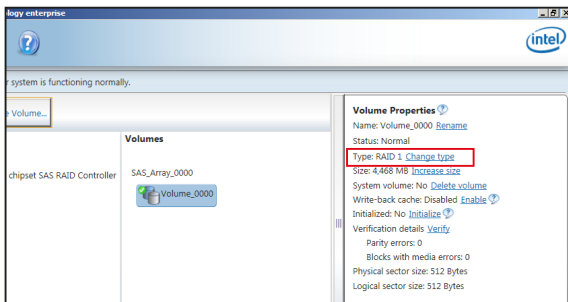 ology enterprise
?
intel
system is functioning normally.
Volume...
chipset SAS RAID Controller
Volumes
SAS_Array_0000
Volume_0000
Volume Properties ?
Name: Volume_0000 Rename
Status: Normal
Type: RAID 1 Change type
Size: 4,468 MB Increase size
System volume: No Delete volume
Write-back cache: Disabled Enable ?
Initialized: No Initialize ?
Verification details Verify
Parity errors: 0
Blocks with media errors: 0
Physical sector size: 512 Bytes
Logical sector size: 512 Bytes